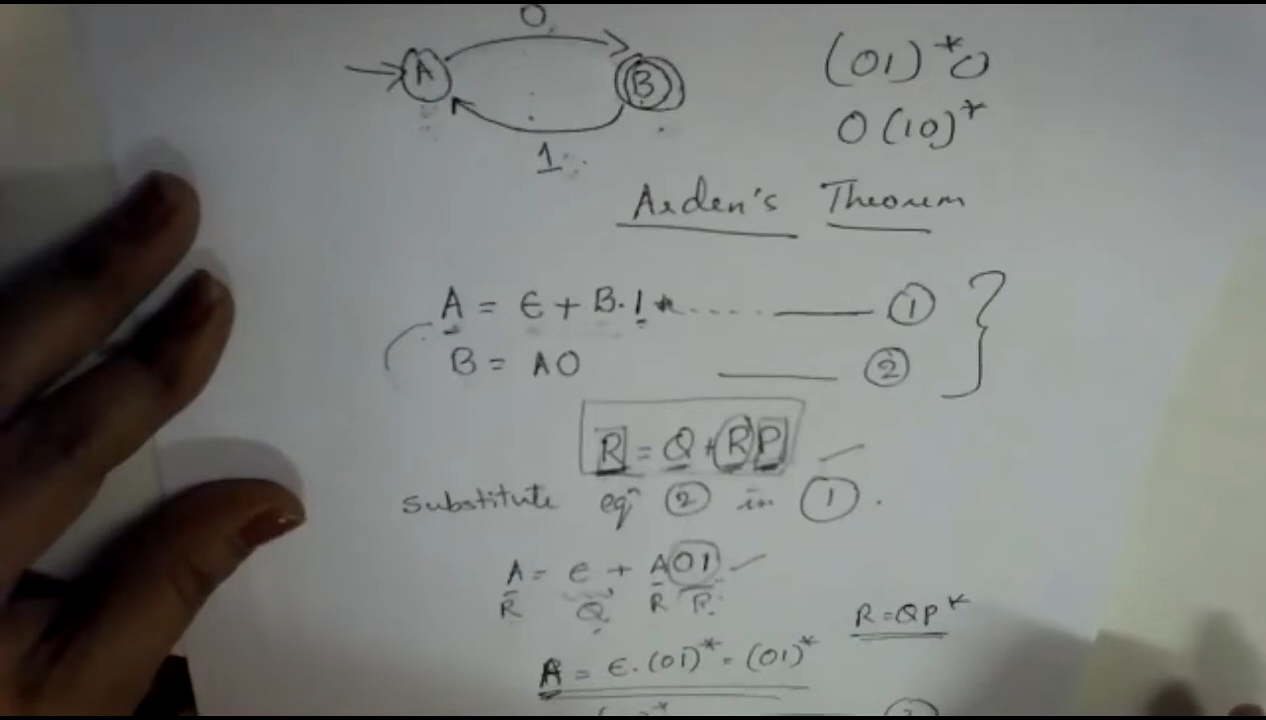 0
A B (01)*0
0(10)*
1
Arden's Theorem
A = ε + B·1 ①
B = A0 ②
R = Q + RP
Substitute eqⁿ ② in ①.
A = ε + A01
R Q R P
R = QP*
A = ε·(01)* = (01)*